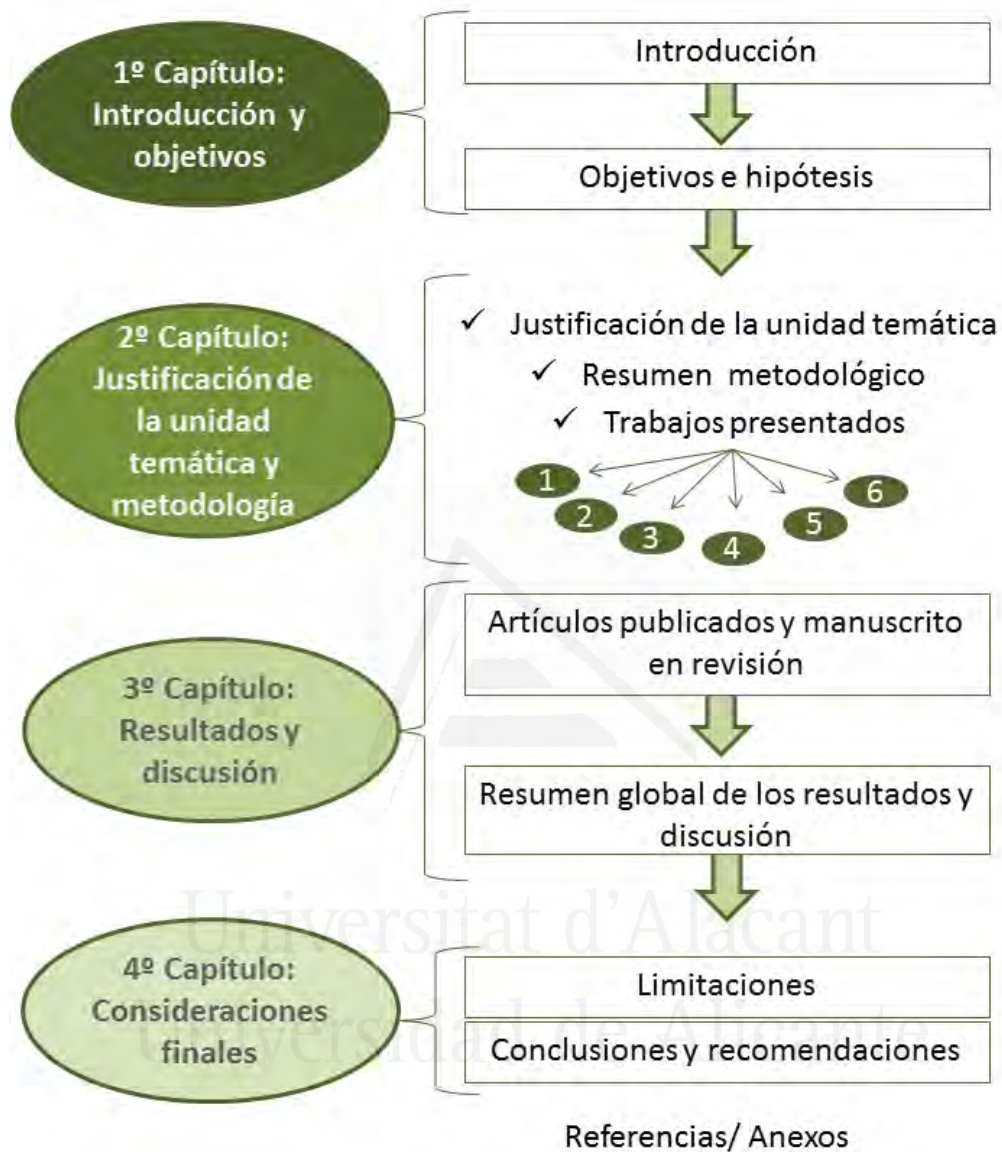 1º Capítulo:
Introducción y
objetivos
Introducción
Objetivos e hipótesis
2º Capítulo:
Justificación de
la unidad
temática y
metodología
✓ Justificación de la unidad temática
✓ Resumen metodológico
✓ Trabajos presentados
1
2
3
4
5
6
3º Capítulo:
Resultados y
discusión
Artículos publicados y manuscrito
en revisión
Resumen global de los resultados y
discusión
4º Capítulo:
Consideraciones
finales
Limitaciones
Conclusiones y recomendaciones
Referencias/ Anexos
Universitat d'Alacant
Universidad de Alicante